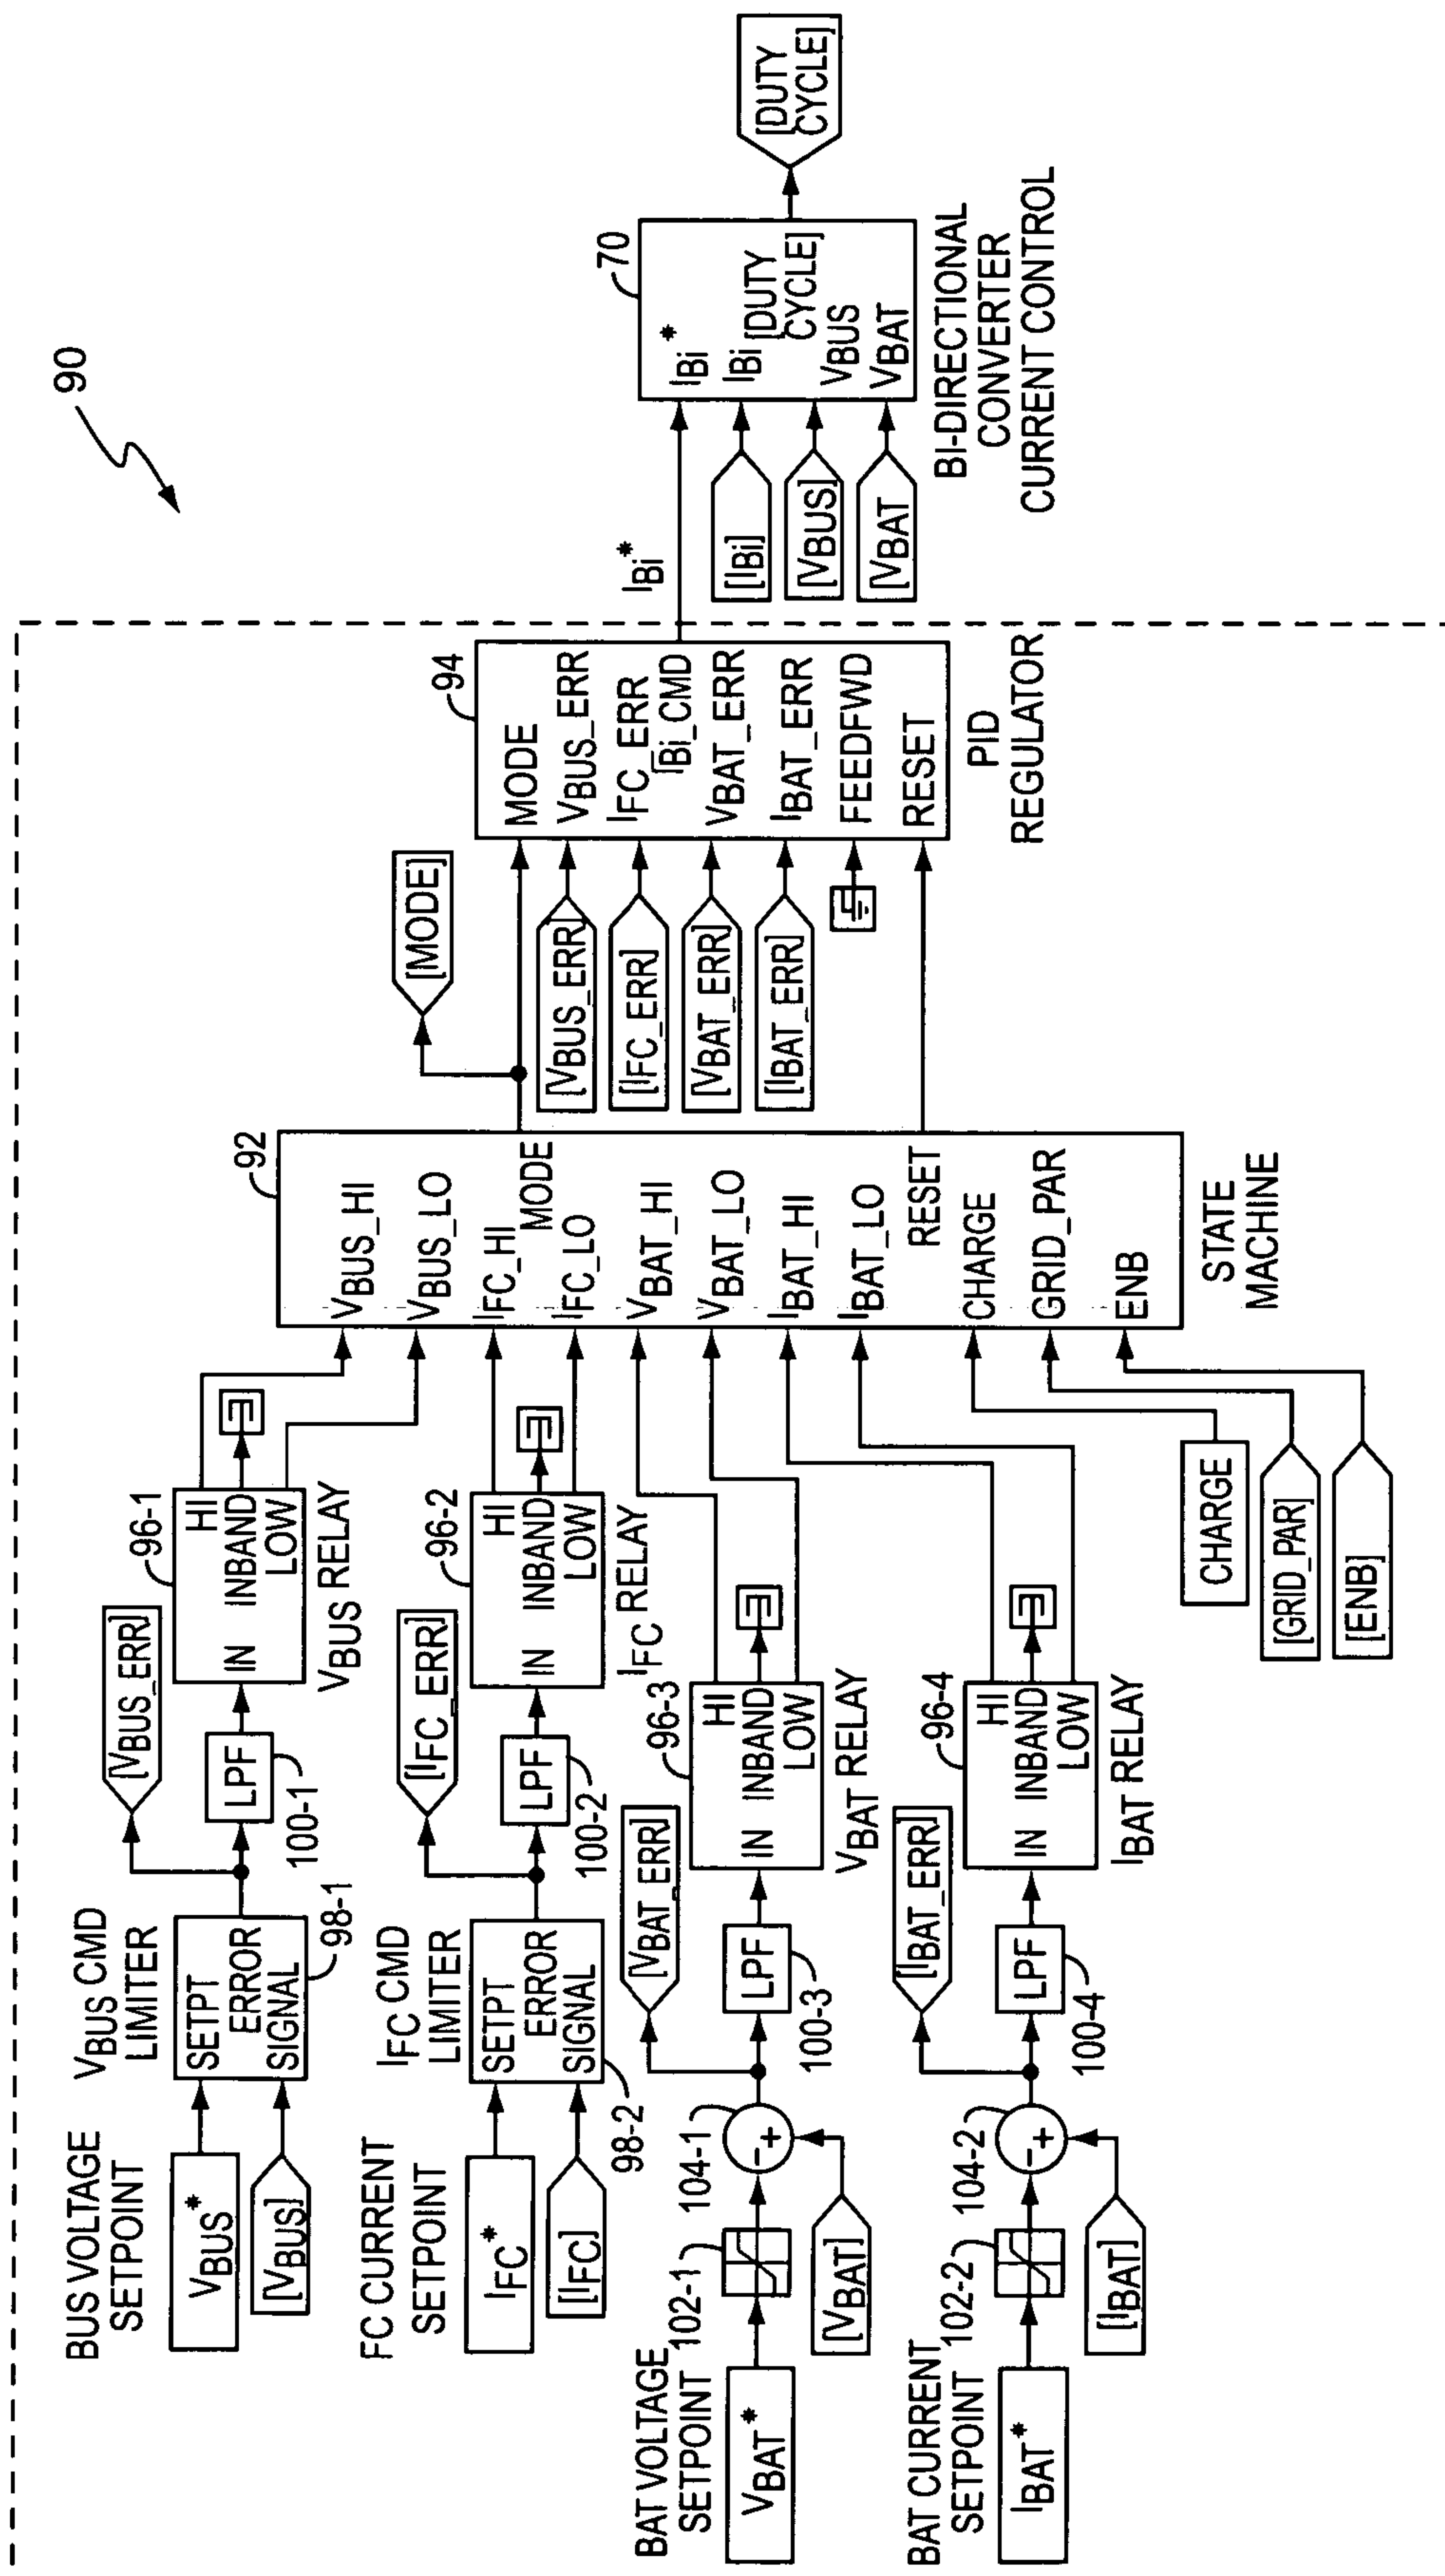 90
BUS VOLTAGE
SETPOINT
VBUS*
[VBUS]
VBUS CMD
LIMITER
SETPT
ERROR
SIGNAL
98-1
[VBUS_ERR]
LPF
100-1
96-1
IN
HI
INBAND
LOW
VBUS RELAY
FC CURRENT
SETPOINT
IFC*
[IFC]
IFC CMD
LIMITER
SETPT
ERROR
SIGNAL
98-2
[IFC_ERR]
LPF
100-2
96-2
IN
HI
INBAND
LOW
IFC RELAY
BAT VOLTAGE
SETPOINT
VBAT*
102-1
[VBAT]
104-1
- +
[VBAT_ERR]
LPF
100-3
96-3
IN
HI
INBAND
LOW
VBAT RELAY
BAT CURRENT
SETPOINT
IBAT*
102-2
[IBAT]
104-2
- +
[IBAT_ERR]
LPF
100-4
96-4
IN
HI
INBAND
LOW
IBAT RELAY
CHARGE
[GRID_PAR]
[ENB]
92
VBUS_HI
VBUS_LO
IFC_HI
MODE
IFC_LO
VBAT_HI
VBAT_LO
IBAT_HI
IBAT_LO
RESET
CHARGE
GRID_PAR
ENB
STATE
MACHINE
[MODE]
[VBUS_ERR]
[IFC_ERR]
[VBAT_ERR]
[IBAT_ERR]
94
MODE
VBUS_ERR
IFC_ERR
IBi_CMD
VBAT_ERR
IBAT_ERR
FEEDFWD
RESET
PID
REGULATOR
IBi*
[IBi]
[VBUS]
[VBAT
70
IBi*
IBi
[DUTY
CYCLE]
VBUS
VBAT
BI-DIRECTIONAL
CONVERTER
CURRENT CONTROL
[DUTY
CYCLE]